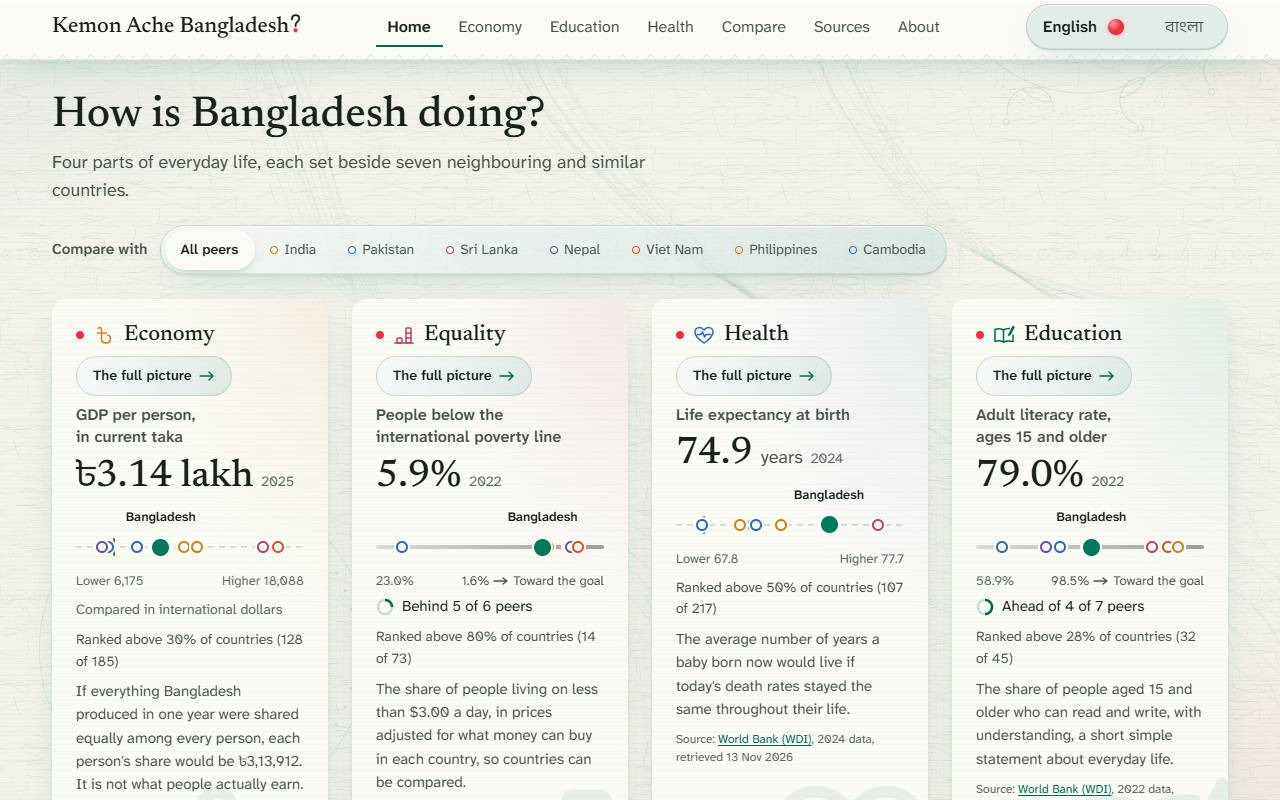 Kemon Ache Bangladesh?
Home Economy Education Health Compare Sources About
English বাংলা
How is Bangladesh doing?
Four parts of everyday life, each set beside seven neighbouring and similar
countries.
Compare with All peers India Pakistan Sri Lanka Nepal Viet Nam Philippines Cambodia
Economy
The full picture →
GDP per person,
in current taka
৳3.14 lakh 2025
Bangladesh
Lower 6,175 Higher 18,088
Compared in international dollars
Ranked above 30% of countries (128
of 185)
If everything Bangladesh
produced in one year were shared
equally among every person, each
person's share would be ৳3,13,912.
It is not what people actually earn.
Equality
The full picture →
People below the
international poverty line
5.9% 2022
Bangladesh
23.0% 1.6% → Toward the goal
Behind 5 of 6 peers
Ranked above 80% of countries (14
of 73)
The share of people living on less
than $3.00 a day, in prices
adjusted for what money can buy
in each country, so countries can
be compared.
Health
The full picture →
Life expectancy at birth
74.9 years 2024
Bangladesh
Lower 67.8 Higher 77.7
Ranked above 50% of countries (107
of 217)
The average number of years a
baby born now would live if
today's death rates stayed the
same throughout their life.
Source: World Bank (WDI), 2024 data,
retrieved 13 Nov 2026
Education
The full picture →
Adult literacy rate,
ages 15 and older
79.0% 2022
Bangladesh
58.9% 98.5% → Toward the goal
Ahead of 4 of 7 peers
Ranked above 28% of countries (32
of 45)
The share of people aged 15 and
older who can read and write, with
understanding, a short simple
statement about everyday life.
Source: World Bank (WDI), 2022 data,